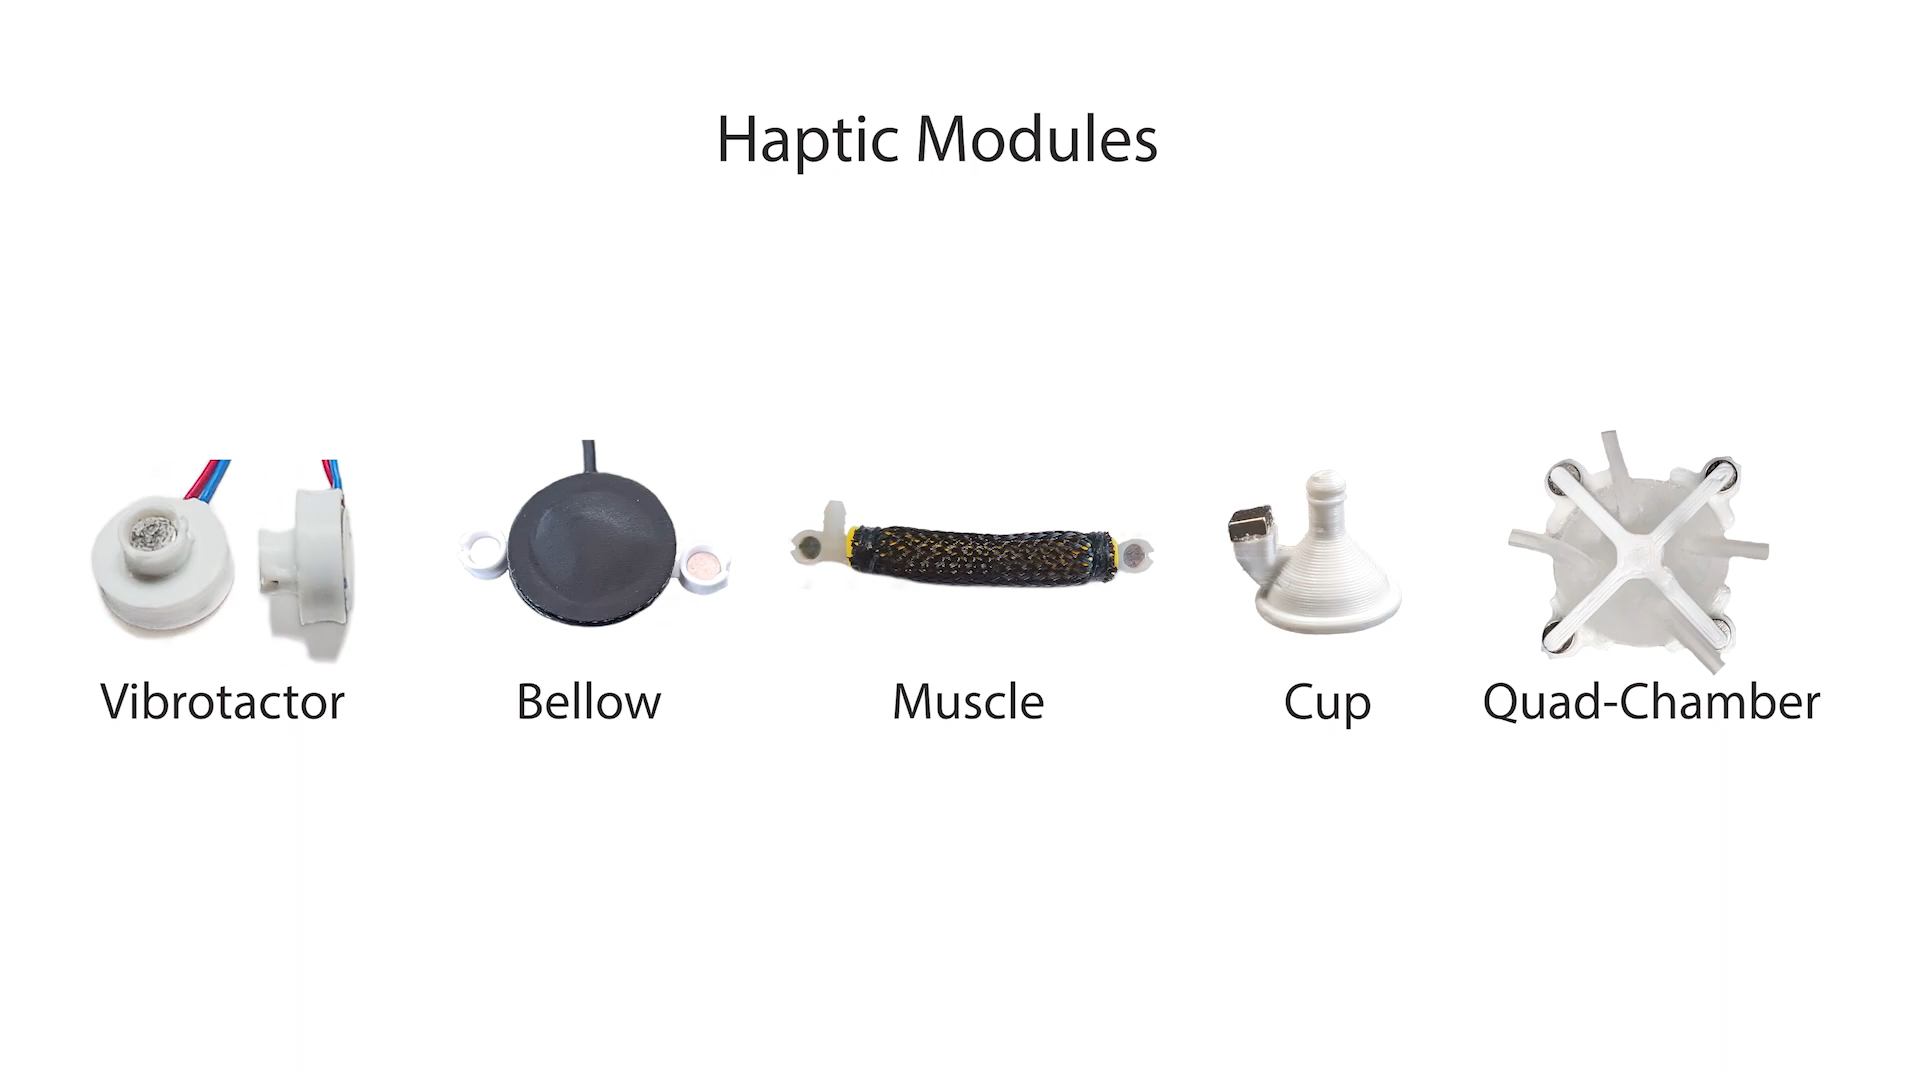 Haptic Modules
Vibrotactor
Bellow
Muscle
Cup
Quad-Chamber